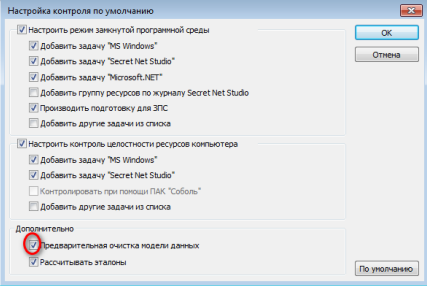 Настройка контроля по умолчанию
Настроить режим замкнутой программной среды
Добавить задачу "MS Windows"
Добавить задачу "Secret Net Studio"
Добавить задачу "Microsoft.NET"
Добавить группу ресурсов по журналу Secret Net Studio
Производить подготовку для ЗПС
Добавить другие задачи из списка
Настроить контроль целостности ресурсов компьютера
Добавить задачу "MS Windows"
Добавить задачу "Secret Net Studio"
Контролировать при помощи ПАК "Соболь"
Добавить другие задачи из списка
Дополнительно
Предварительная очистка модели данных
Рассчитывать эталоны
OK
Отмена
По умолчанию